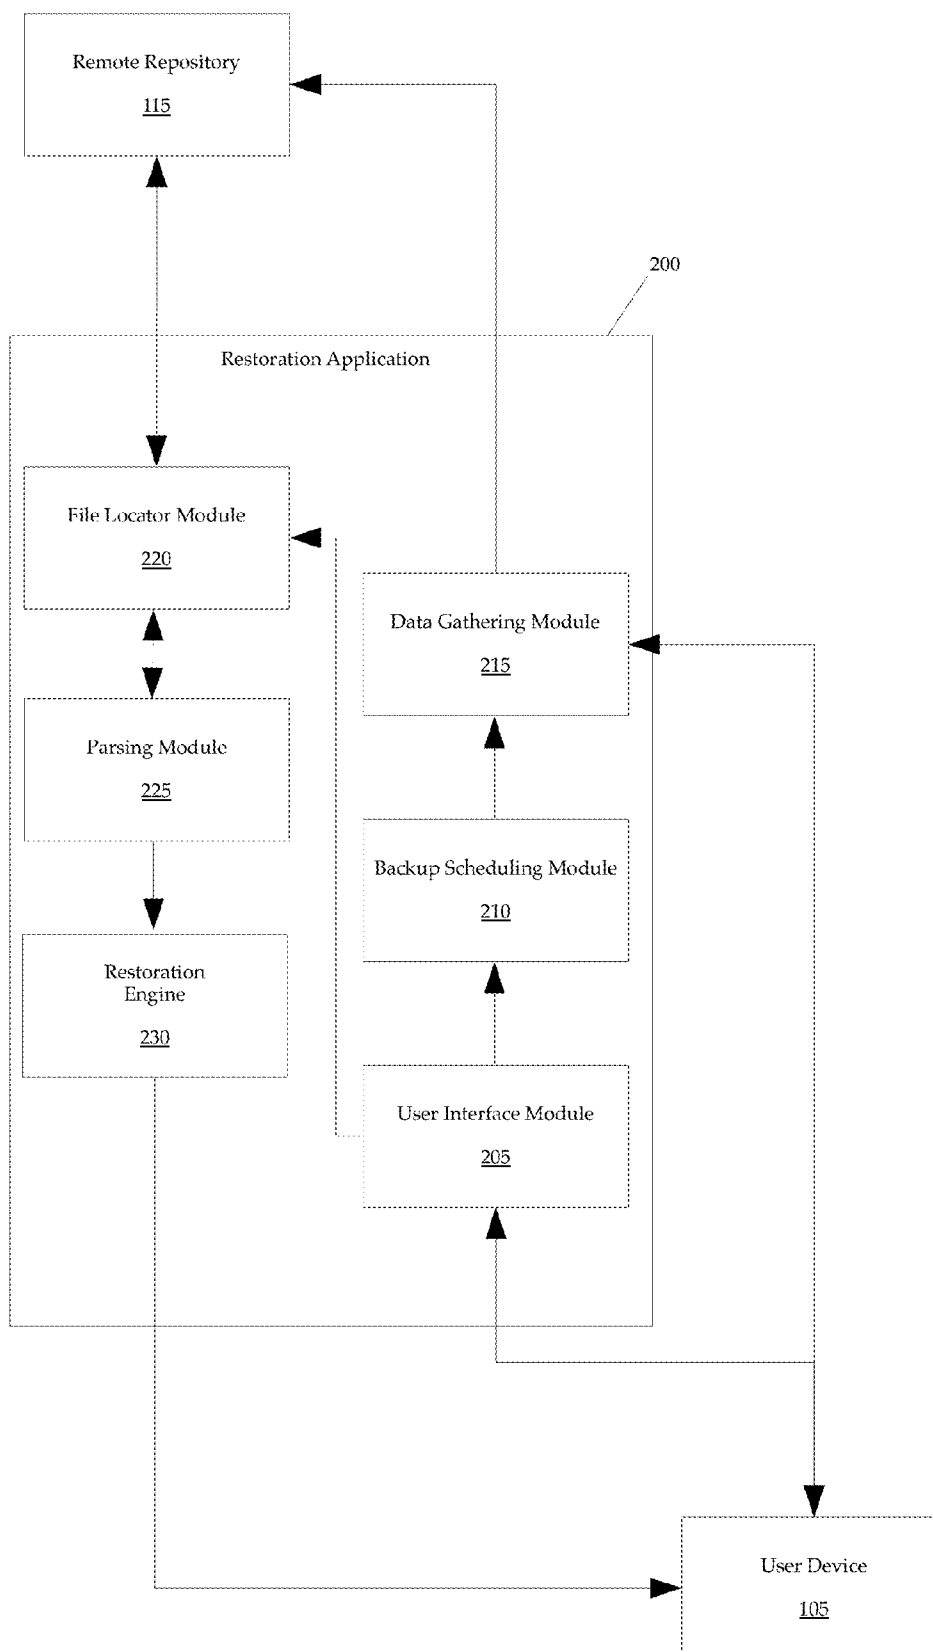 Remote Repository
115
200
Restoration Application
File Locator Module
220
Data Gathering Module
215
Parsing Module
225
Backup Scheduling Module
210
Restoration
Engine
230
User Interface Module
205
User Device
105